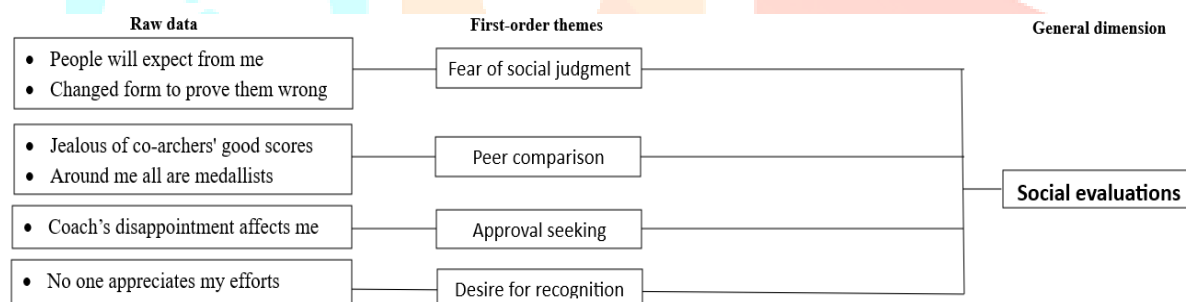 Raw data
First-order themes
General dimension
• People will expect from me
• Changed form to prove them wrong
Fear of social judgment
• Jealous of co-archers' good scores
• Around me all are medallists
Peer comparison
Social evaluations
• Coach’s disappointment affects me
Approval seeking
• No one appreciates my efforts
Desire for recognition